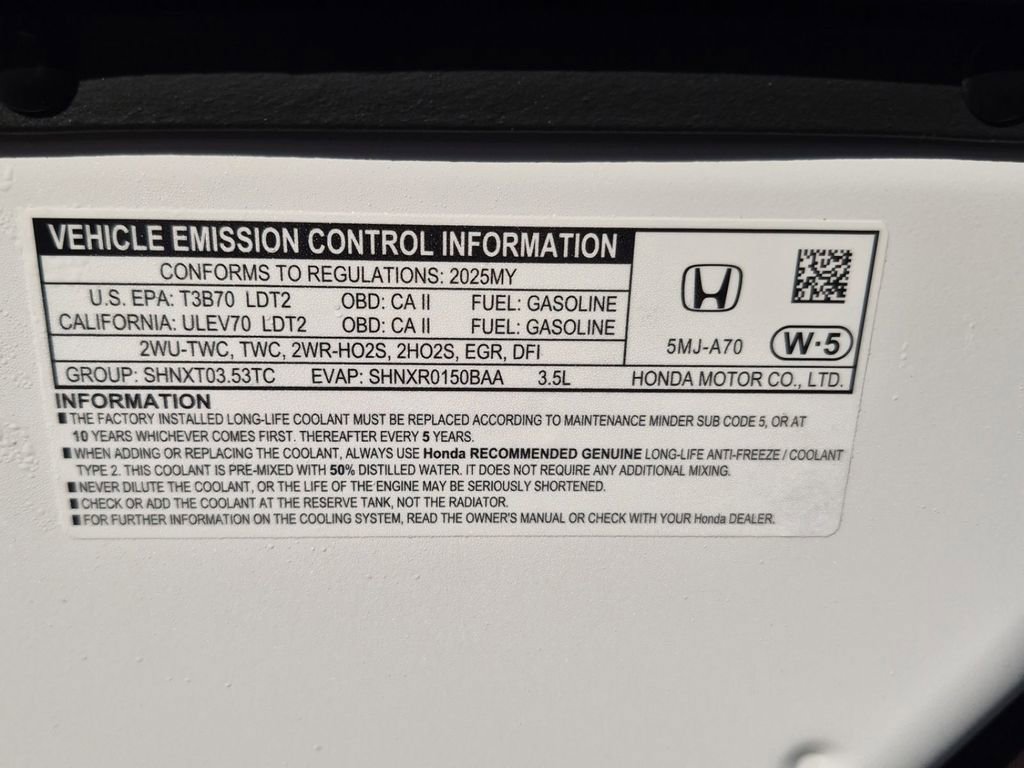 VEHICLE EMISSION CONTROL INFORMATION
CONFORMS TO REGULATIONS: 2025MY
U.S. EPA: T3B70 LDT2 OBD: CA II FUEL: GASOLINE
CALIFORNIA: ULEV70 LDT2 OBD: CA II FUEL: GASOLINE
2WU-TWC, TWC, 2WR-HO2S, 2HO2S, EGR, DFI
5MJ-A70 W·5
GROUP: SHNXT03.53TC EVAP: SHNXR0150BAA 3.5L HONDA MOTOR CO., LTD.
INFORMATION
■ THE FACTORY INSTALLED LONG-LIFE COOLANT MUST BE REPLACED ACCORDING TO MAINTENANCE MINDER SUB CODE 5, OR AT
10 YEARS WHICHEVER COMES FIRST. THEREAFTER EVERY 5 YEARS.
■ WHEN ADDING OR REPLACING THE COOLANT, ALWAYS USE Honda RECOMMENDED GENUINE LONG-LIFE ANTI-FREEZE / COOLANT
TYPE 2. THIS COOLANT IS PRE-MIXED WITH 50% DISTILLED WATER. IT DOES NOT REQUIRE ANY ADDITIONAL MIXING.
■ NEVER DILUTE THE COOLANT, OR THE LIFE OF THE ENGINE MAY BE SERIOUSLY SHORTENED.
■ CHECK OR ADD THE COOLANT AT THE RESERVE TANK, NOT THE RADIATOR.
■ FOR FURTHER INFORMATION ON THE COOLING SYSTEM, READ THE OWNER'S MANUAL OR CHECK WITH YOUR Honda DEALER.